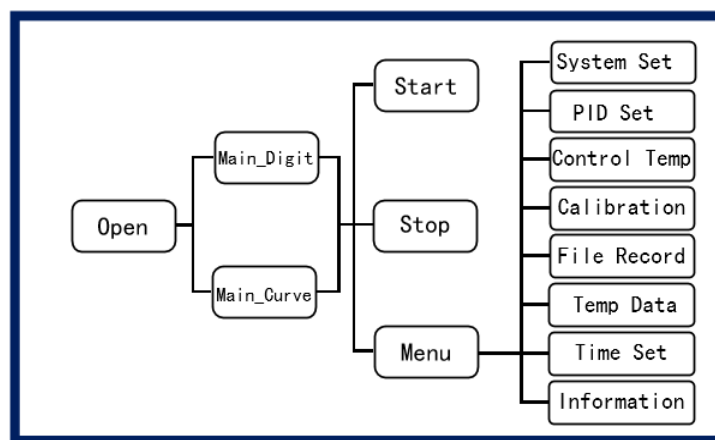 Open
Main_Digit
Main_Curve
Start
Stop
Menu
System Set
PID Set
Control Temp
Calibration
File Record
Temp Data
Time Set
Information